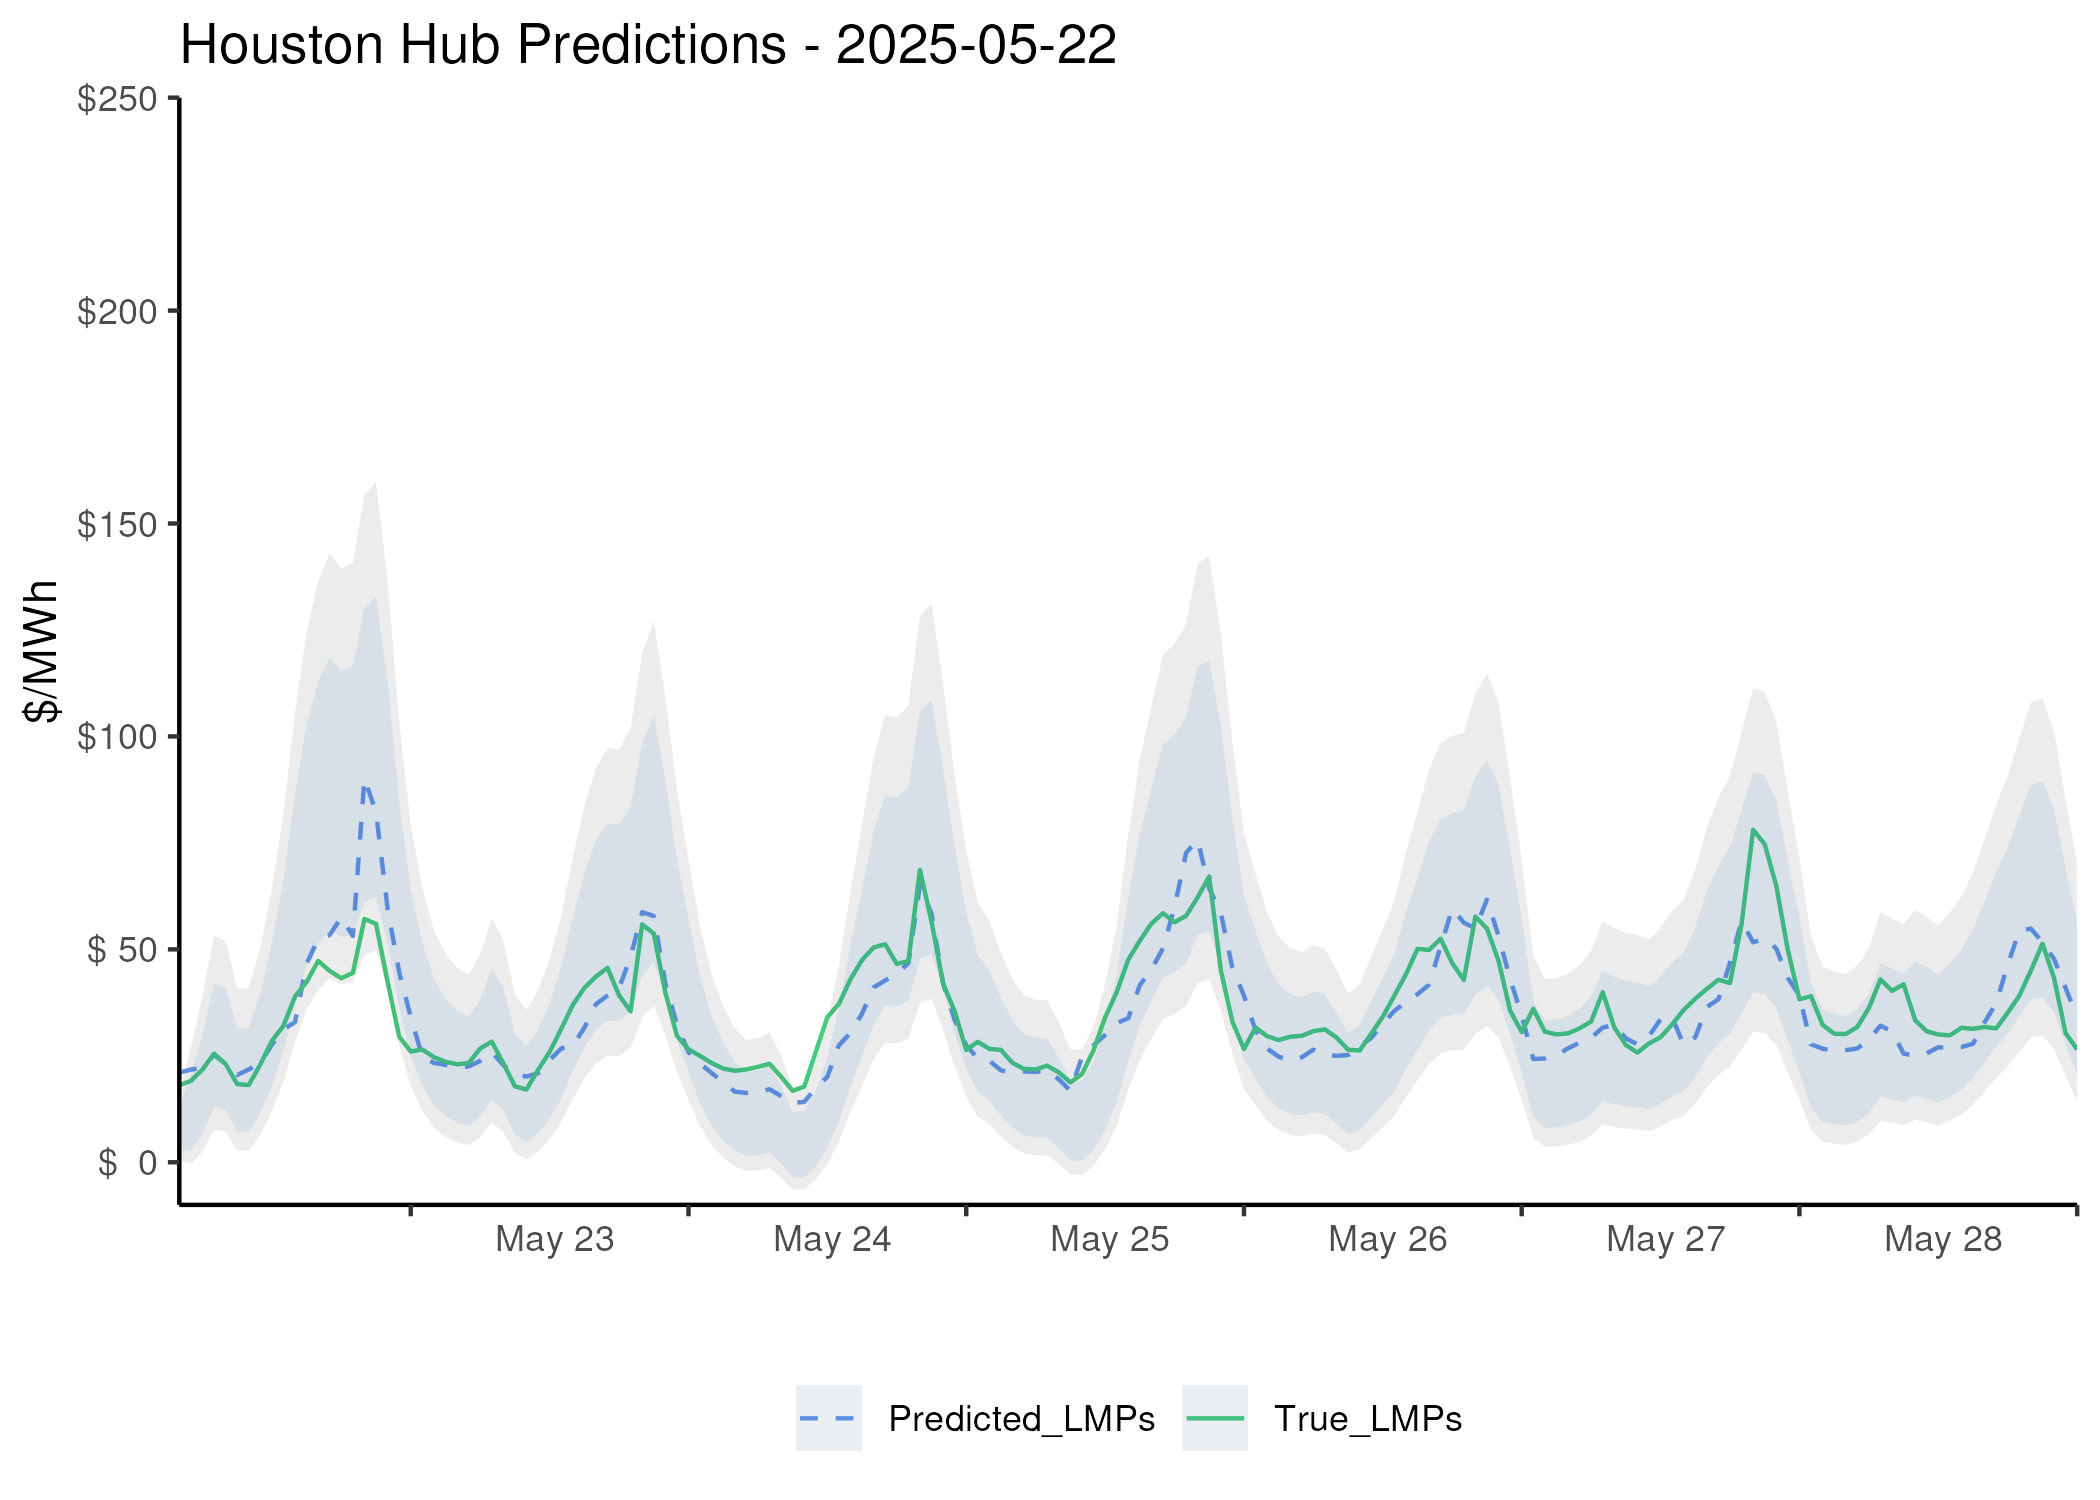 Houston Hub Predictions - 2025-05-22
$250
$200
$150
$100
$ 50
$  0
$/MWh
May 23
May 24
May 25
May 26
May 27
May 28
Predicted_LMPs
True_LMPs